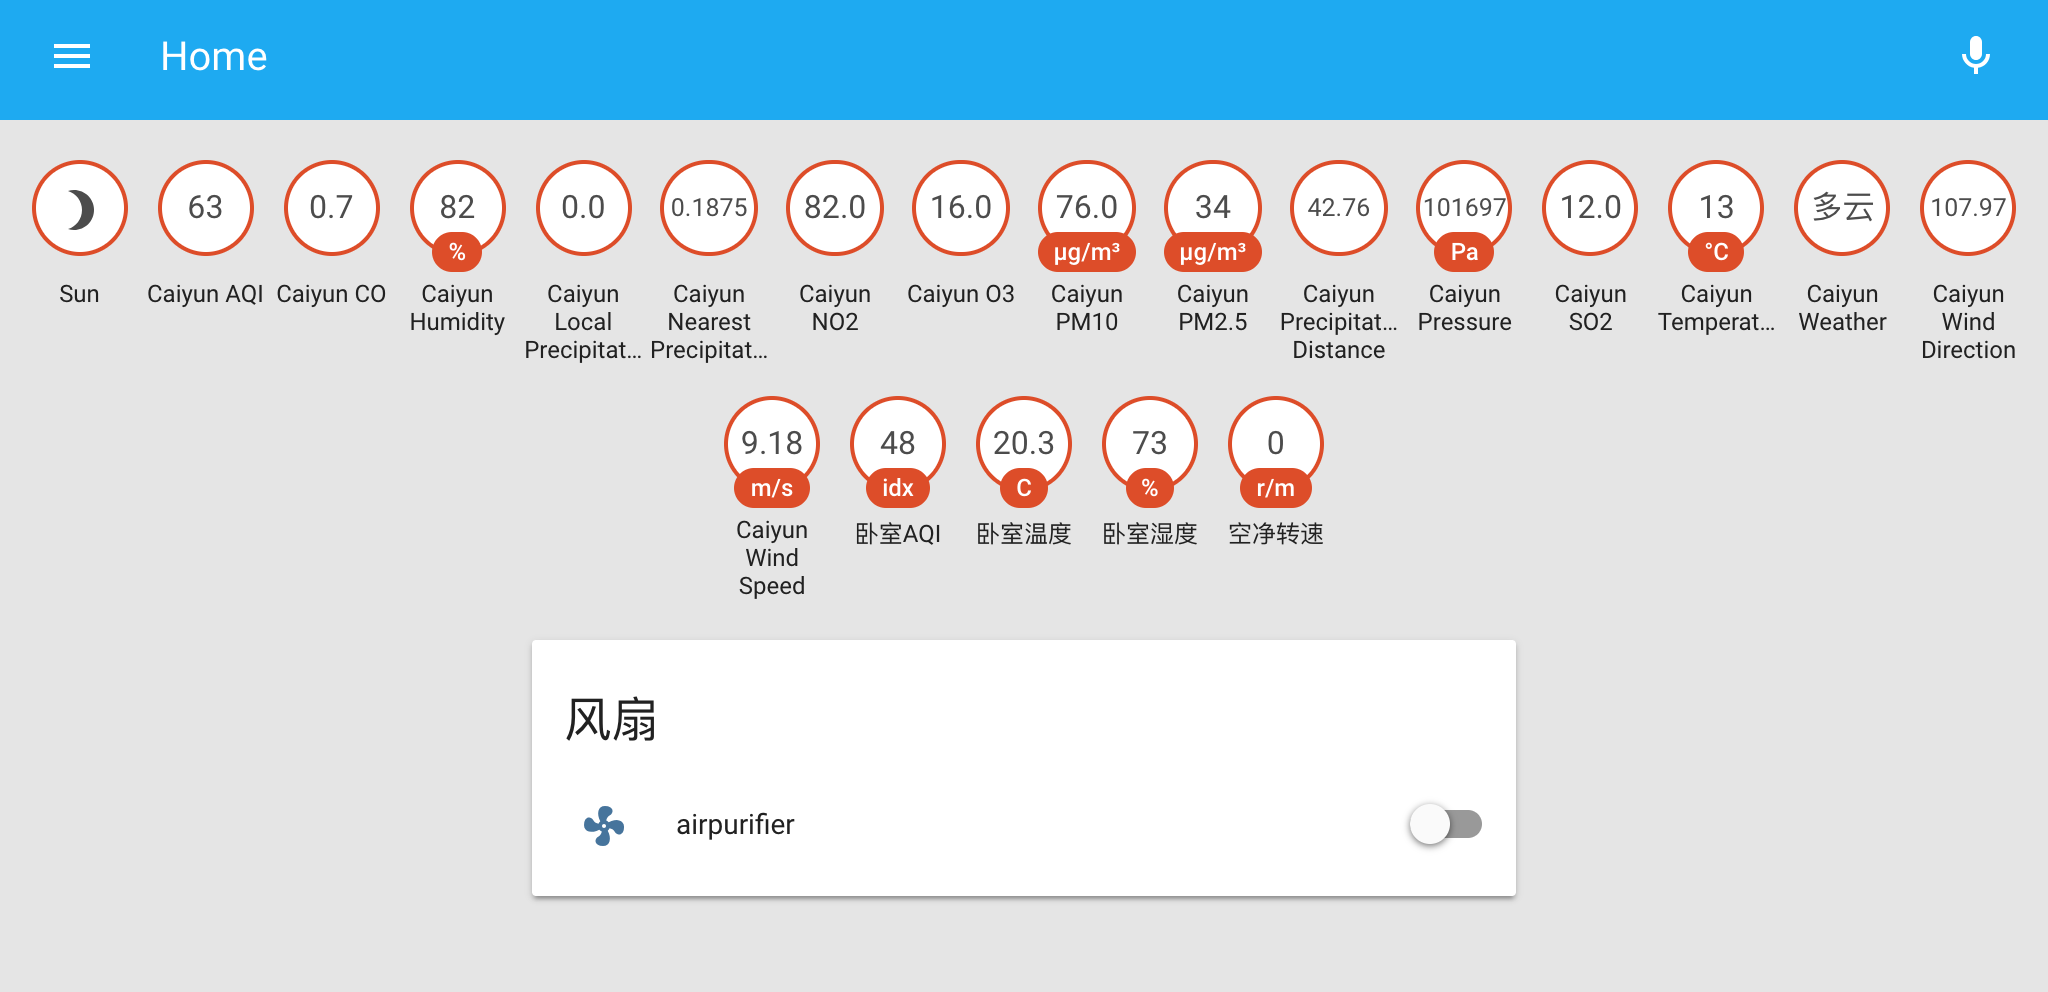 Home
63
0.7
82
0.0
0.1875
82.0
16.0
76.0
34
42.76
101697
12.0
13
多云
107.97
%
µg/m³
µg/m³
Pa
°C
Sun
Caiyun AQI
Caiyun CO
Caiyun
Humidity
Caiyun
Local
Precipitat...
Caiyun
Nearest
Precipitat...
Caiyun
NO2
Caiyun O3
Caiyun
PM10
Caiyun
PM2.5
Caiyun
Precipitat...
Distance
Caiyun
Pressure
Caiyun
SO2
Caiyun
Temperat...
Caiyun
Weather
Caiyun
Wind
Direction
9.18
48
20.3
73
0
m/s
idx
C
%
r/m
Caiyun
Wind
Speed
卧室AQI
卧室温度
卧室湿度
空净转速
风扇
airpurifier